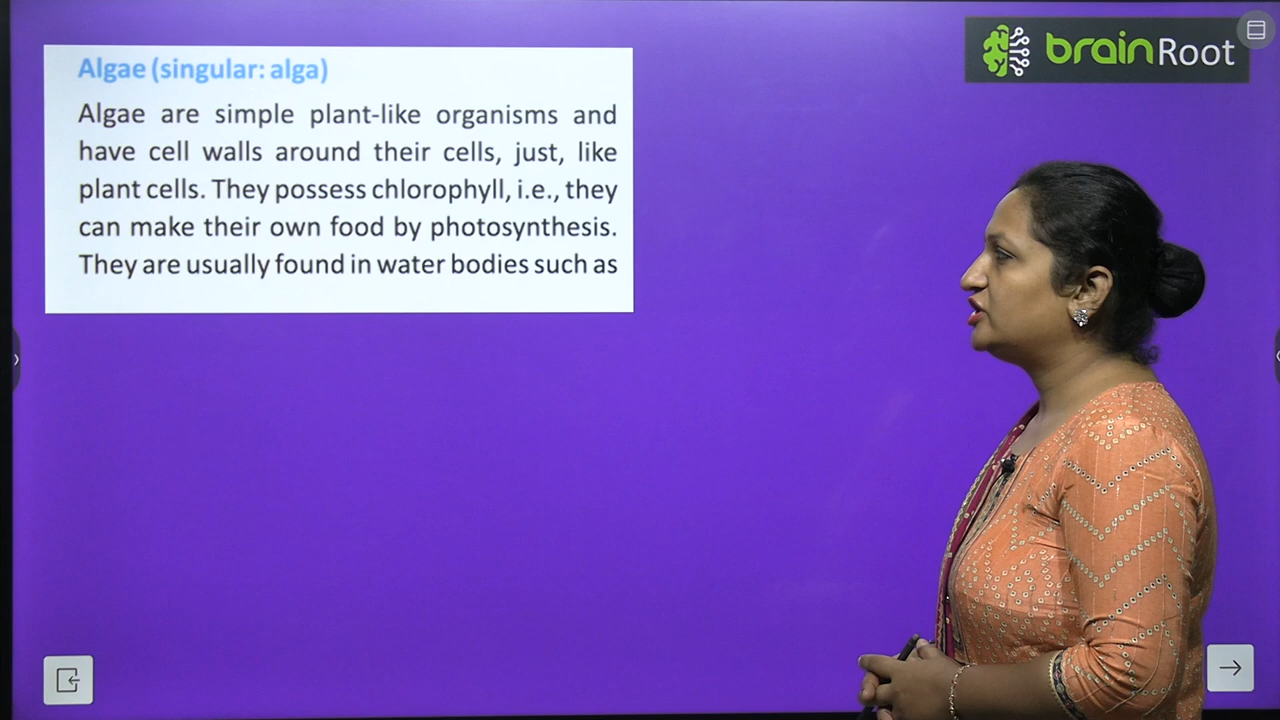 Algae (singular: alga)
Algae are simple plant-like organisms and
have cell walls around their cells, just, like
plant cells. They possess chlorophyll, i.e., they
can make their own food by photosynthesis.
They are usually found in water bodies such as
brainRoot